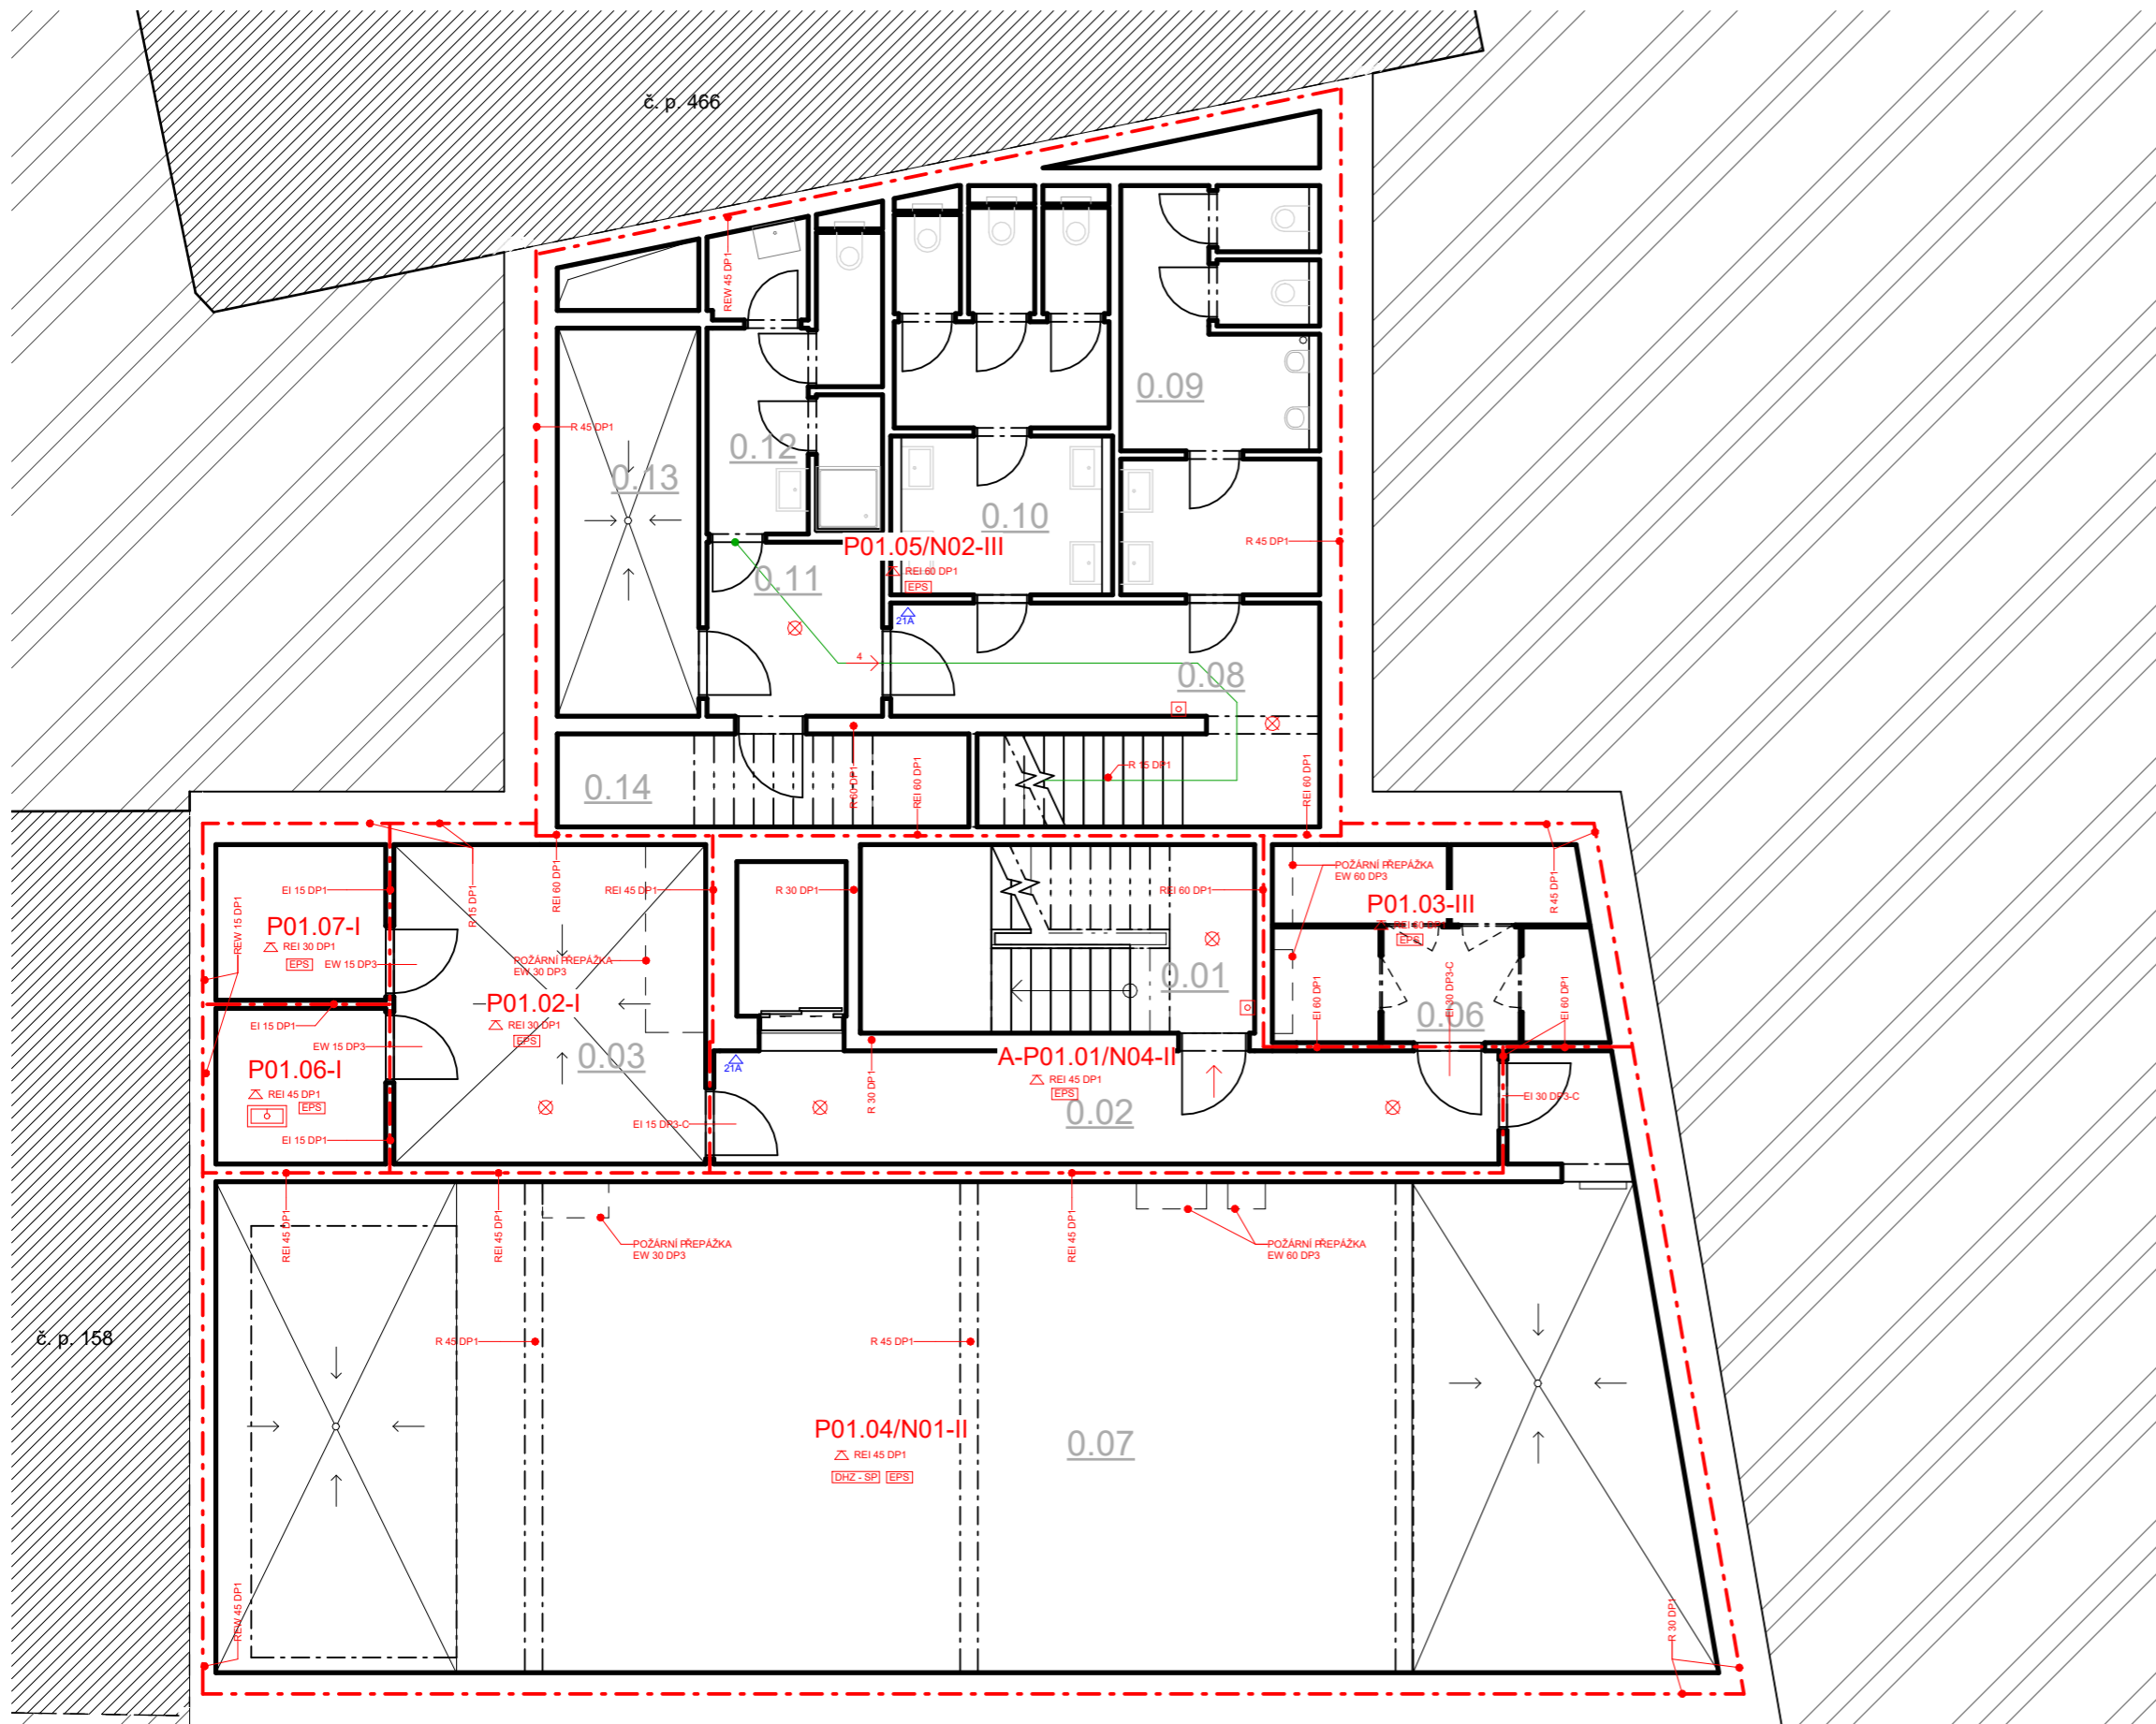 č. p. 466
REW 45 DP1
R 45 DP1
0.09
0.12
0.13
0.10
P01.05/N02-III
REI 60 DP1
EPS
R 45 DP1
0.11
21A
4
0.08
R 15 DP1
0.14
R 60 DP1
REI 60 DP1
REI 60 DP1
POŽÁRNÍ PŘEPÁŽKA
EW 60 DP3
EI 15 DP1
R 15 DP1
REI 60 DP1
REI 45 DP1
R 30 DP1
REI 60 DP1
P01.03-III
REI 60 DP1
EPS
R 45 DP1
P01.07-I
REI 30 DP1
EPS
REW 15 DP1
EW 15 DP3
POŽÁRNÍ PŘEPÁŽKA
EW 30 DP3
P01.02-I
REI 30 DP1
EPS
0.01
EI 60 DP1
EI 30 DP3-C
EI 60 DP1
0.06
EI 15 DP1
EW 15 DP3
0.03
P01.06-I
REI 45 DP1
EPS
21A
A-P01.01/N04-II
REI 45 DP1
EPS
R 30 DP1
0.02
EI 30 DP3-C
EI 15 DP3-C
EI 15 DP1
REI 45 DP1
REI 45 DP1
REI 45 DP1
POŽÁRNÍ PŘEPÁŽKA
EW 30 DP3
POŽÁRNÍ PŘEPÁŽKA
EW 60 DP3
č. p. 158
R 45 DP1
R 45 DP1
P01.04/N01-II
REI 45 DP1
DHZ - SP
EPS
0.07
REW 45 DP1
R 30 DP1